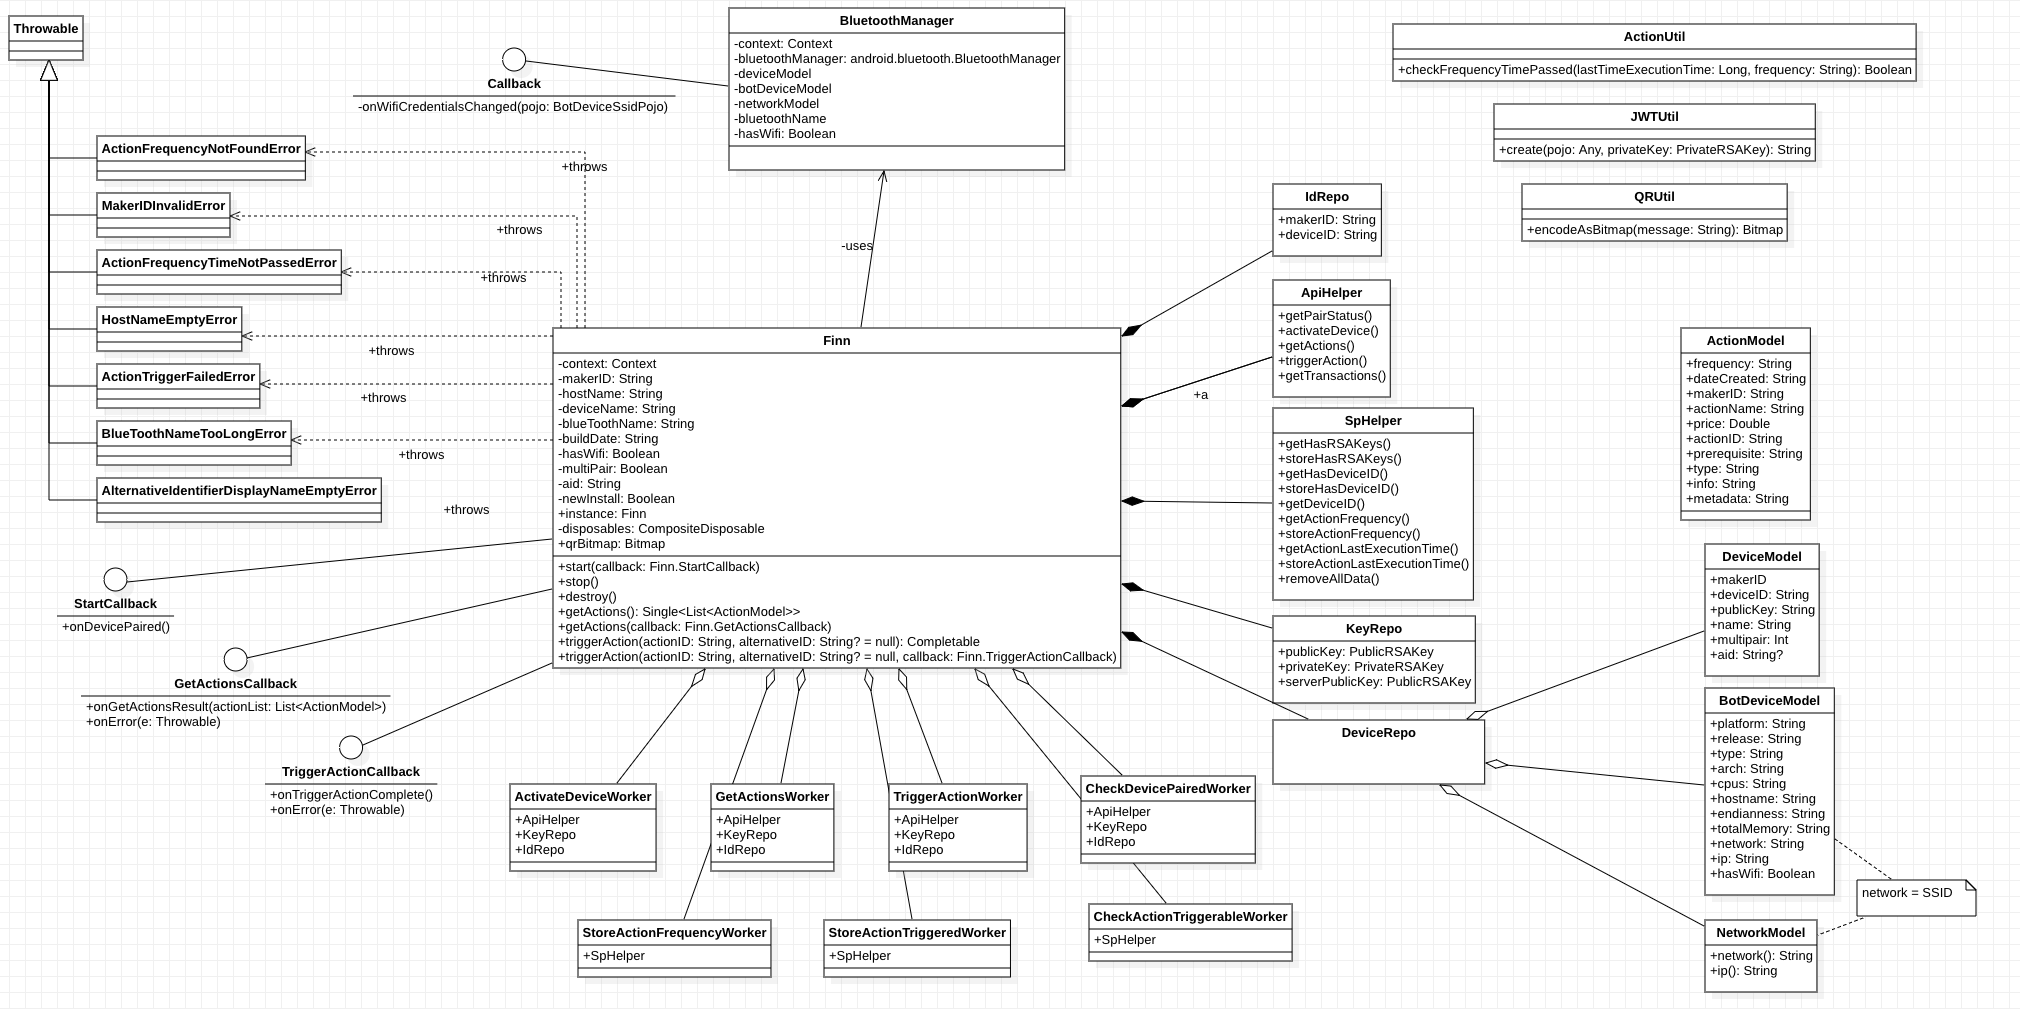 Throwable
Callback
-onWifiCredentialsChanged(pojo: BotDeviceSsidPojo)
BluetoothManager
-context: Context
-bluetoothManager: android.bluetooth.BluetoothManager
-deviceModel
-botDeviceModel
-networkModel
-bluetoothName
-hasWifi: Boolean
ActionUtil
+checkFrequencyTimePassed(lastTimeExecutionTime: Long, frequency: String): Boolean
JWTUtil
+create(pojo: Any, privateKey: PrivateRSAKey): String
QRUtil
+encodeAsBitmap(message: String): Bitmap
ActionFrequencyNotFoundError
+throws
MakerIDInvalidError
+throws
ActionFrequencyTimeNotPassedError
+throws
HostNameEmptyError
+throws
ActionTriggerFailedError
+throws
BlueToothNameTooLongError
+throws
AlternativeIdentifierDisplayNameEmptyError
+throws
-uses
Finn
-context: Context
-makerID: String
-hostName: String
-deviceName: String
-blueToothName: String
-buildDate: String
-hasWifi: Boolean
-multiPair: Boolean
-aid: String
-newInstall: Boolean
+instance: Finn
-disposables: CompositeDisposable
+qrBitmap: Bitmap
+start(callback: Finn.StartCallback)
+stop()
+destroy()
+getActions(): Single<List<ActionModel>>
+getActions(callback: Finn.GetActionsCallback)
+triggerAction(actionID: String, alternativeID: String? = null): Completable
+triggerAction(actionID: String, alternativeID: String? = null, callback: Finn.TriggerActionCallback)
IdRepo
+makerID: String
+deviceID: String
ApiHelper
+getPairStatus()
+activateDevice()
+getActions()
+triggerAction()
+getTransactions()
+a
SpHelper
+getHasRSAKeys()
+storeHasRSAKeys()
+getHasDeviceID()
+storeHasDeviceID()
+getDeviceID()
+getActionFrequency()
+storeActionFrequency()
+getActionLastExecutionTime()
+storeActionLastExecutionTime()
+removeAllData()
KeyRepo
+publicKey: PublicRSAKey
+privateKey: PrivateRSAKey
+serverPublicKey: PublicRSAKey
DeviceRepo
ActionModel
+frequency: String
+dateCreated: String
+makerID: String
+actionName: String
+price: Double
+actionID: String
+prerequisite: String
+type: String
+info: String
+metadata: String
DeviceModel
+makerID
+deviceID: String
+publicKey: String
+name: String
+multipair: Int
+aid: String?
BotDeviceModel
+platform: String
+release: String
+type: String
+arch: String
+cpus: String
+hostname: String
+endianness: String
+totalMemory: String
+network: String
+ip: String
+hasWifi: Boolean
network = SSID
NetworkModel
+network(): String
+ip(): String
StartCallback
+onDevicePaired()
GetActionsCallback
+onGetActionsResult(actionList: List<ActionModel>)
+onError(e: Throwable)
TriggerActionCallback
+onTriggerActionComplete()
+onError(e: Throwable)
ActivateDeviceWorker
+ApiHelper
+KeyRepo
+IdRepo
GetActionsWorker
+ApiHelper
+KeyRepo
+IdRepo
TriggerActionWorker
+ApiHelper
+KeyRepo
+IdRepo
CheckDevicePairedWorker
+ApiHelper
+KeyRepo
+IdRepo
StoreActionFrequencyWorker
+SpHelper
StoreActionTriggeredWorker
+SpHelper
CheckActionTriggerableWorker
+SpHelper